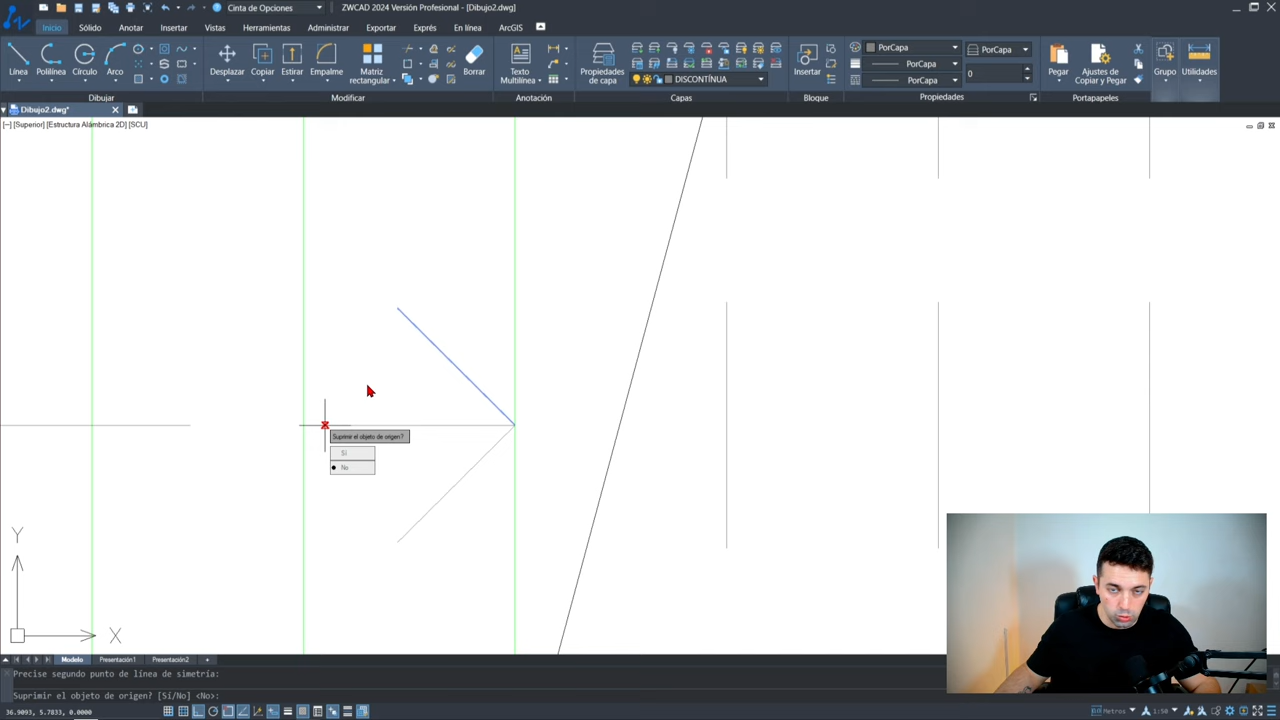 Cinta de Opciones
ZWCAD 2024 Versión Profesional - [Dibujo2.dwg]
Inicio Sólido Anotar Insertar Vistas Herramientas Administrar Exportar Exprés En línea ArcGIS
PorCapa PorCapa
PorCapa
PorCapa 0
Línea Polilínea Círculo Arco Desplazar Copiar Estirar Empalme Matriz rectangular Borrar Texto Multilínea Propiedades de capa DISCONTÍNUA Insertar Pegar Ajustes de Copiar y Pegar Grupo Utilidades
Dibujar Modificar Anotación Capas Bloque Propiedades Portapapeles
Dibujo2.dwg*
[−] [Superior] [Estructura Alámbrica 2D] [SCU]
Suprimir el objeto de origen?
Sí
No
Y
X
Modelo Presentación1 Presentación2 +
Precise segundo punto de línea de simetría:
Suprimir el objeto de origen? [Sí/No] <No>:
36.9093, 5.7833, 0.0000 Metros 1:50